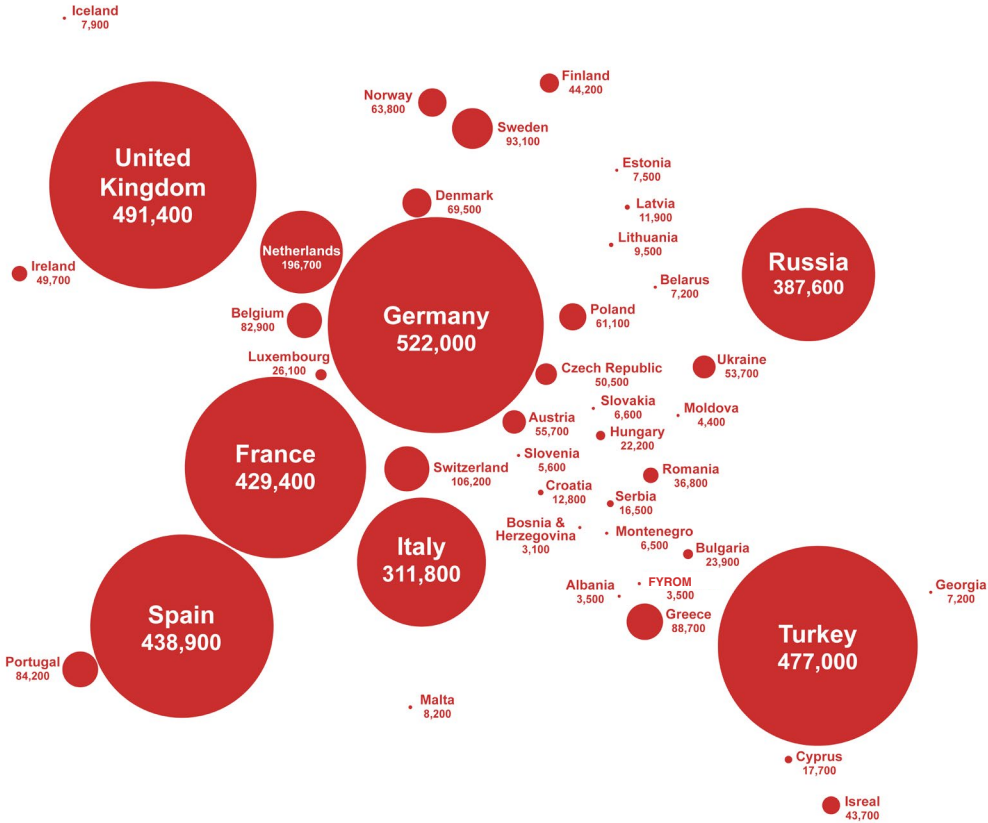 Iceland
7,900
Finland
44,200
Norway
63,800
Sweden
93,100
United
Kingdom
491,400
Estonia
7,500
Denmark
69,500
Latvia
11,900
Lithuania
9,500
Netherlands
196,700
Russia
387,600
Ireland
49,700
Belarus
7,200
Belgium
82,900
Germany
522,000
Poland
61,100
Luxembourg
26,100
Czech Republic
50,500
Ukraine
53,700
Slovakia
6,600
Moldova
4,400
Austria
55,700
Hungary
22,200
France
429,400
Switzerland
106,200
Slovenia
5,600
Romania
36,800
Croatia
12,800
Serbia
16,500
Bosnia &
Herzegovina
3,100
Montenegro
6,500
Italy
311,800
Bulgaria
23,900
Albania
3,500
FYROM
3,500
Georgia
7,200
Spain
438,900
Greece
88,700
Turkey
477,000
Portugal
84,200
Malta
8,200
Cyprus
17,700
Isreal
43,700